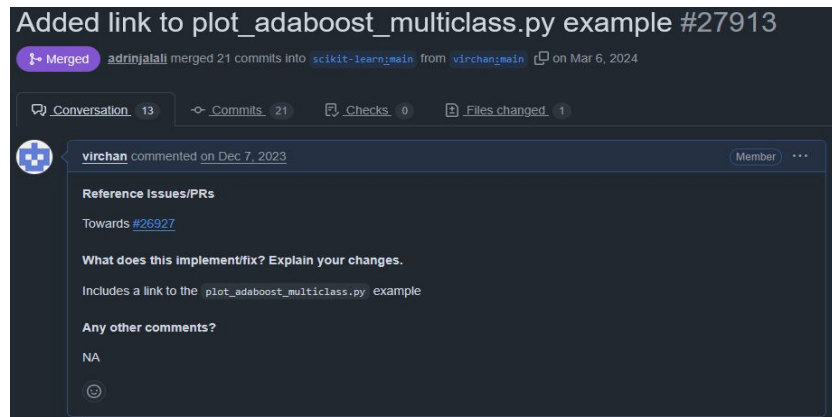 Added link to plot_adaboost_multiclass.py example #27913
Merged adrinjalali merged 21 commits into scikit-learn:main from virchan:main on Mar 6, 2024
Conversation 13 Commits 21 Checks 0 Files changed 1
virchan commented on Dec 7, 2023 Member
Reference Issues/PRs
Towards #26927
What does this implement/fix? Explain your changes.
Includes a link to the plot_adaboost_multiclass.py example
Any other comments?
NA